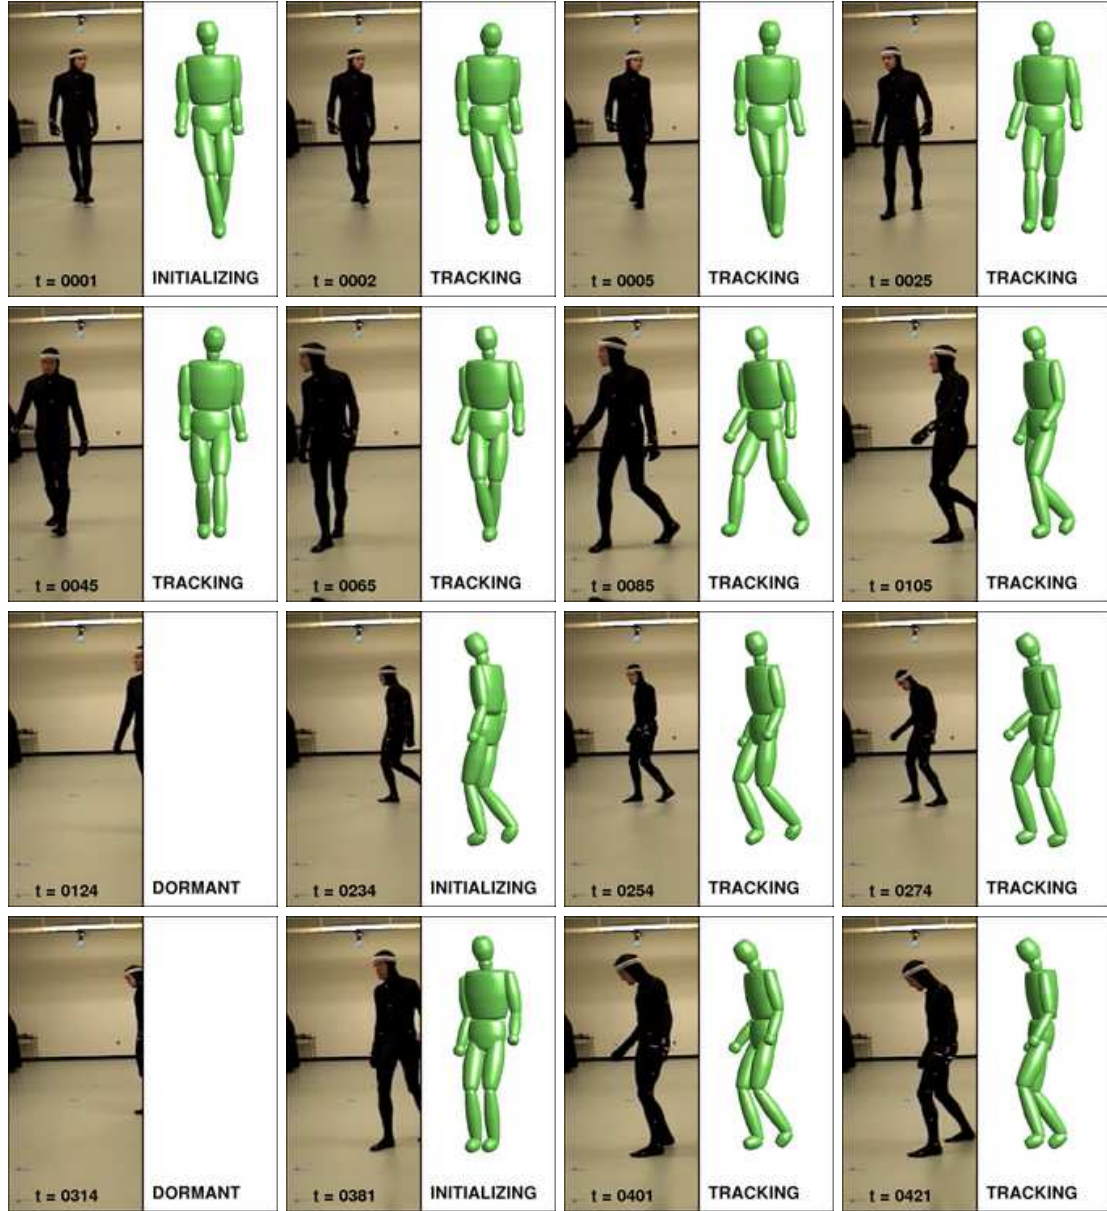 t = 0001 INITIALIZING
t = 0002 TRACKING
t = 0005 TRACKING
t = 0025 TRACKING
t = 0045 TRACKING
t = 0065 TRACKING
t = 0085 TRACKING
t = 0105 TRACKING
t = 0124 DORMANT
t = 0234 INITIALIZING
t = 0254 TRACKING
t = 0274 TRACKING
t = 0314 DORMANT
t = 0381 INITIALIZING
t = 0401 TRACKING
t = 0421 TRACKING